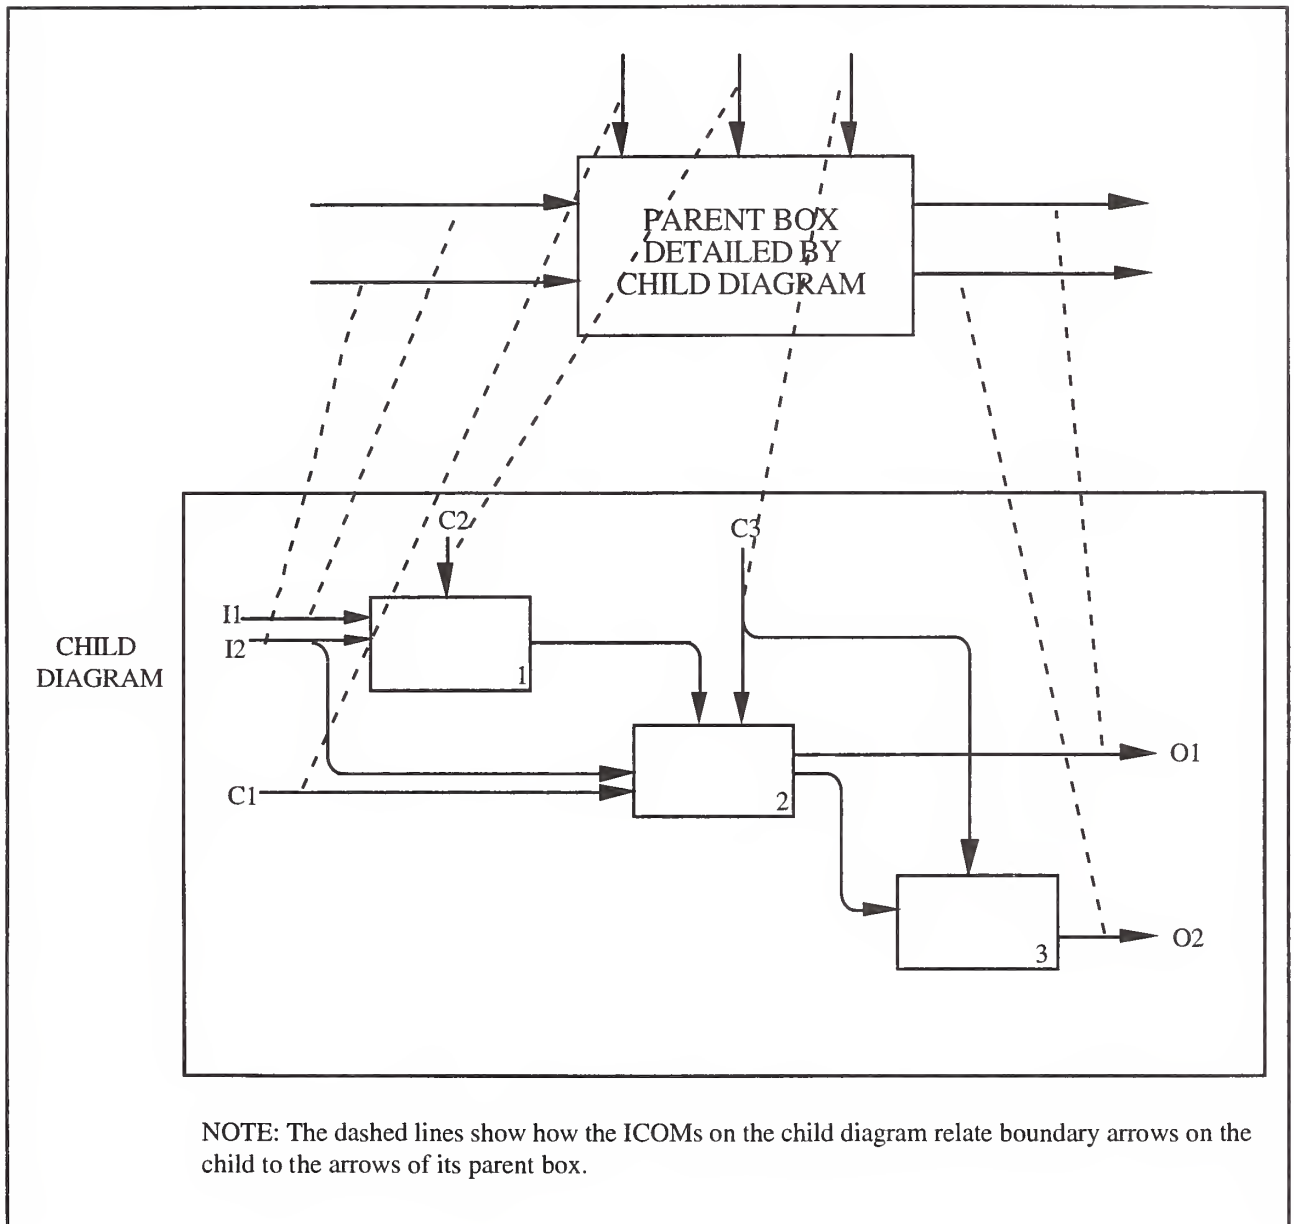 PARENT BOX
DETAILED BY
CHILD DIAGRAM
C2
C3
I1
I2
CHILD
DIAGRAM
1
O1
C1
2
O2
3
NOTE: The dashed lines show how the ICOMs on the child diagram relate boundary arrows on the
child to the arrows of its parent box.